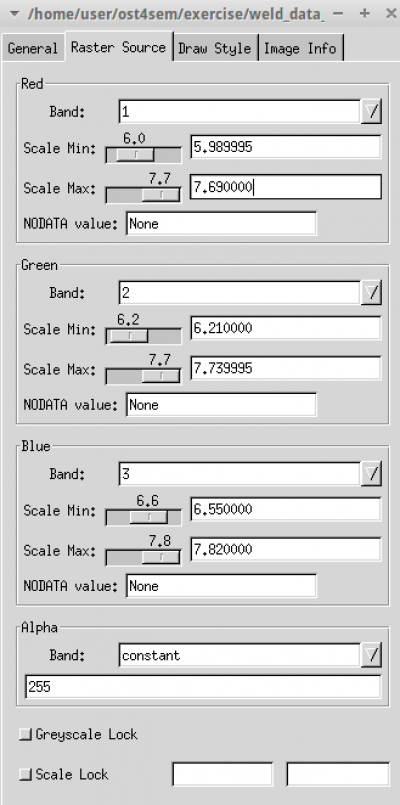 /home/user/ost4sem/exercise/weld_data_
General Raster Source Draw Style Image Info
Red
Band: 1
6.0
Scale Min: 5.989995
7.7
Scale Max: 7.690000
NODATA value: None
Green
Band: 2
6.2
Scale Min: 6.210000
7.7
Scale Max: 7.739995
NODATA value: None
Blue
Band: 3
6.6
Scale Min: 6.550000
7.8
Scale Max: 7.820000
NODATA value: None
Alpha
Band: constant
255
Greyscale Lock
Scale Lock